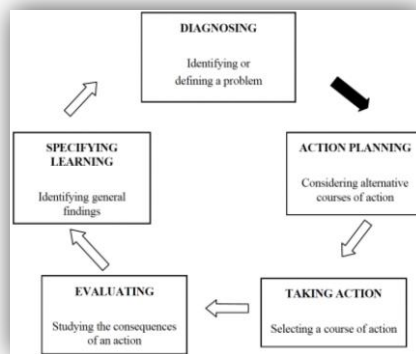 DIAGNOSING
Identifying or
defining a problem
ACTION PLANNING
Considering alternative
courses of action
TAKING ACTION
Selecting a course of action
EVALUATING
Studying the consequences
of an action
SPECIFYING
LEARNING
Identifying general
findings